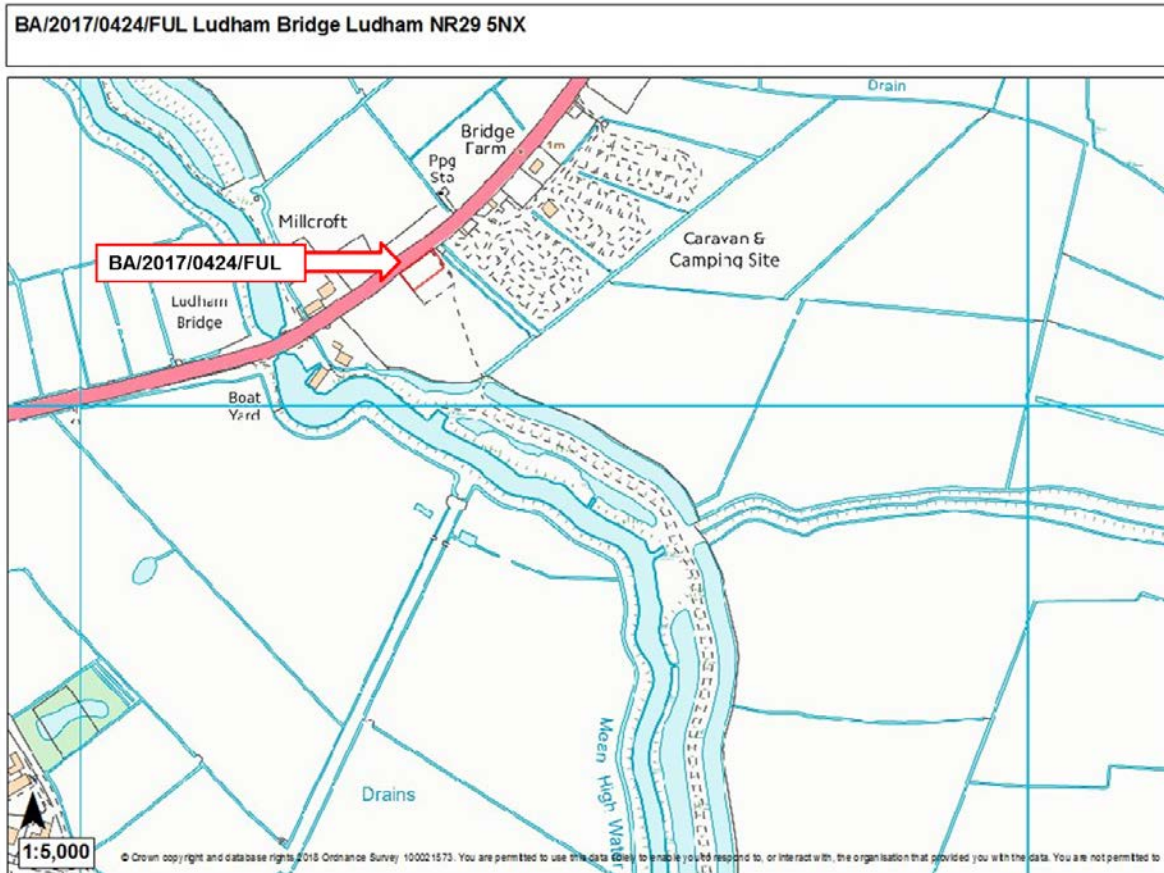 BA/2017/0424/FUL Ludham Bridge Ludham NR29 5NX
Drain
Bridge
Farm
1m
Ppg
Sta
Millcroft
Caravan &
Camping Site
BA/2017/0424/FUL
Ludham
Bridge
Boat
Yard
Mean High Water
Drains
1:5,000
© Crown copyright and database rights 2018 Ordnance Survey 100021573. You are permitted to use this data solely to enable you to respond to, or interact with, the organisation that provided you with the data. You are not permitted to